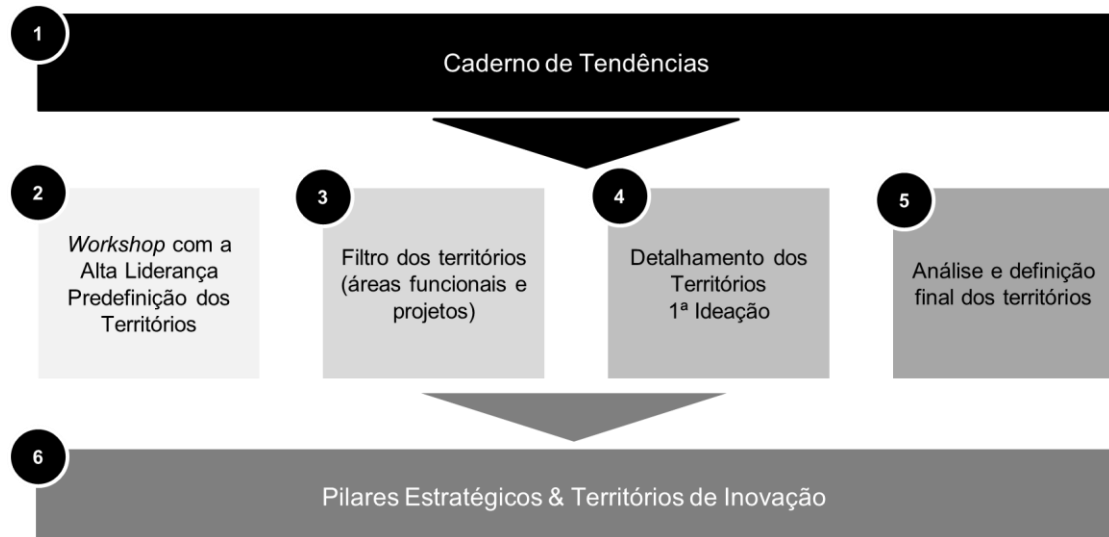 1
Caderno de Tendências
2
Workshop com a
Alta Liderança
Predefinição dos
Territórios
3
Filtro dos territórios
(áreas funcionais e
projetos)
4
Detalhamento dos
Territórios
1ª Ideação
5
Análise e definição
final dos territórios
6
Pilares Estratégicos & Territórios de Inovação